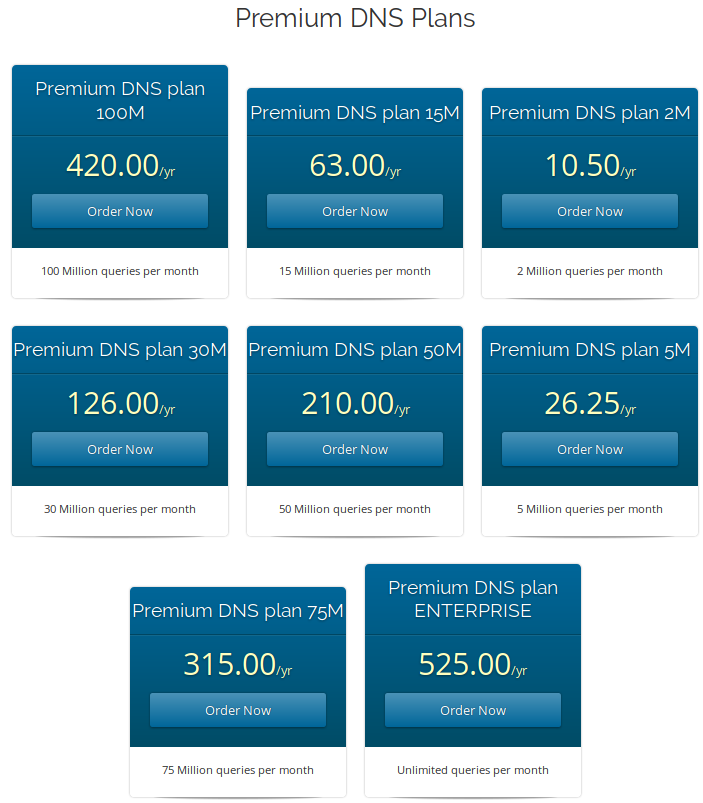 Premium DNS Plans
Premium DNS plan
100M
420.00/yr
Order Now
100 Million queries per month
Premium DNS plan 15M
63.00/yr
Order Now
15 Million queries per month
Premium DNS plan 2M
10.50/yr
Order Now
2 Million queries per month
Premium DNS plan 30M
126.00/yr
Order Now
30 Million queries per month
Premium DNS plan 50M
210.00/yr
Order Now
50 Million queries per month
Premium DNS plan 5M
26.25/yr
Order Now
5 Million queries per month
Premium DNS plan 75M
315.00/yr
Order Now
75 Million queries per month
Premium DNS plan
ENTERPRISE
525.00/yr
Order Now
Unlimited queries per month